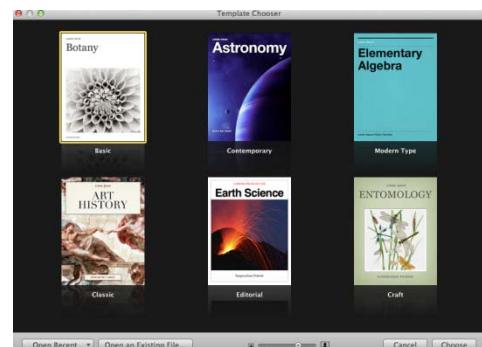 Template Chooser
Botany
Astronomy
Elementary
Algebra
Basic
Contemporary
Modern Type
ART
HISTORY
Earth Science
ENTOMOLOGY
Classic
Editorial
Craft
Open Recent
Open an Existing File...
Cancel
Choose